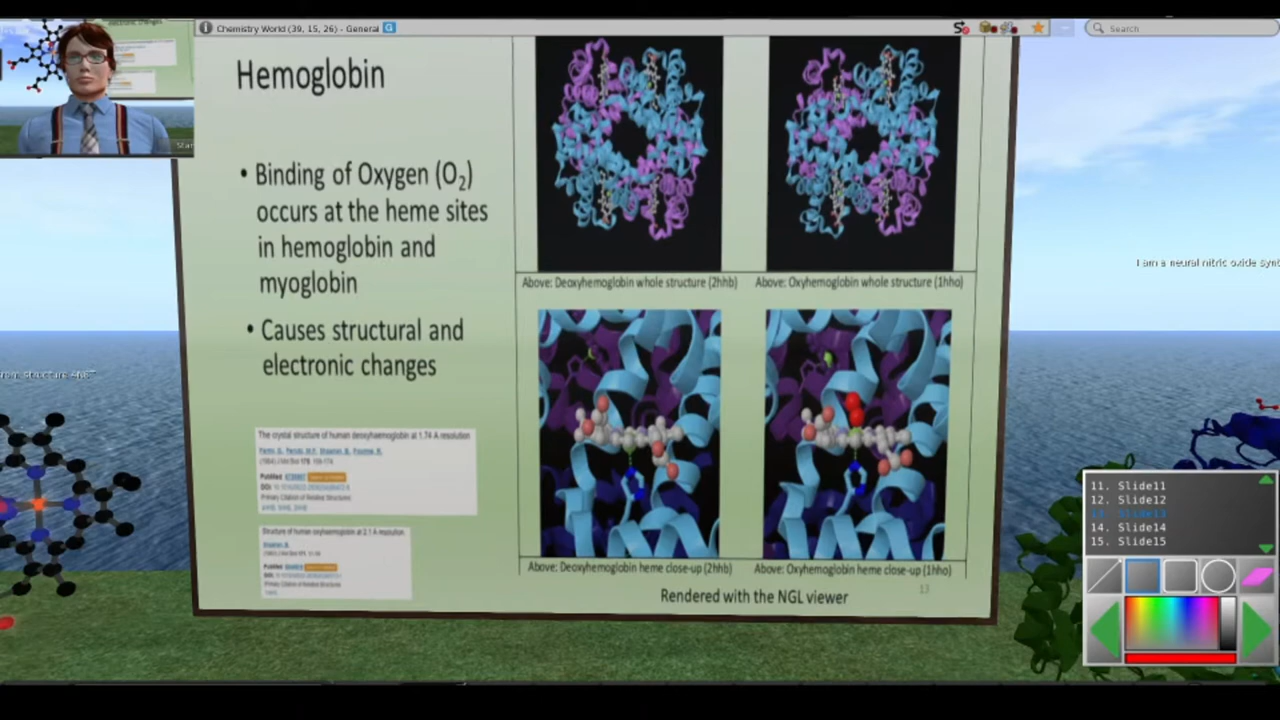 Chemistry World (39, 15, 26) - General
G
Search
Hemoglobin
• Binding of Oxygen (O₂)
occurs at the heme sites
in hemoglobin and
myoglobin
• Causes structural and
electronic changes
Above: Deoxyhemoglobin whole structure (2hhb)
Above: Oxyhemoglobin whole structure (1hho)
The crystal structure of human deoxyhaemoglobin at 1.74 A resolution
Structure of human oxyhaemoglobin at 2.1 A resolution.
Above: Deoxyhemoglobin heme close-up (2hhb)
Above: Oxyhemoglobin heme close-up (1hho)
Rendered with the NGL viewer
13
I am a neural nitric oxide synt
11. Slide11
12. Slide12
13. Slide13
14. Slide14
15. Slide15